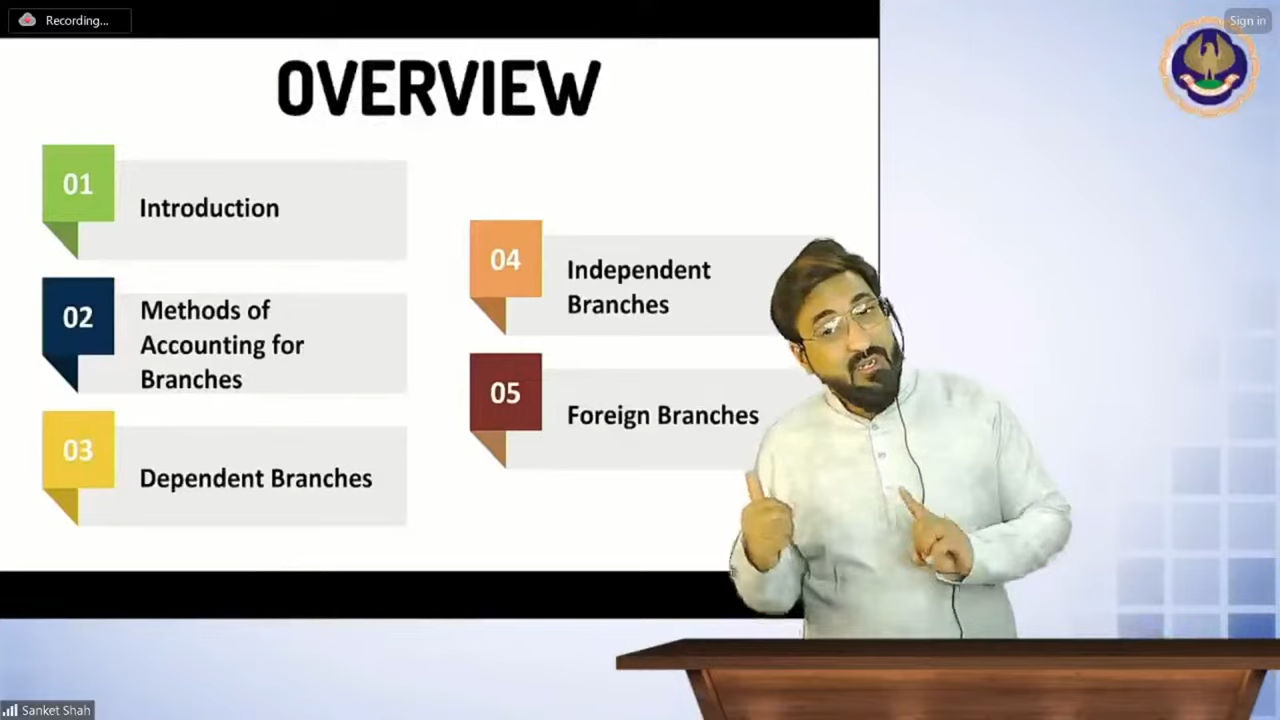 Recording...
Sign in
OVERVIEW
01
Introduction
02
Methods of
Accounting for
Branches
03
Dependent Branches
04
Independent
Branches
05
Foreign Branches
Sanket Shah